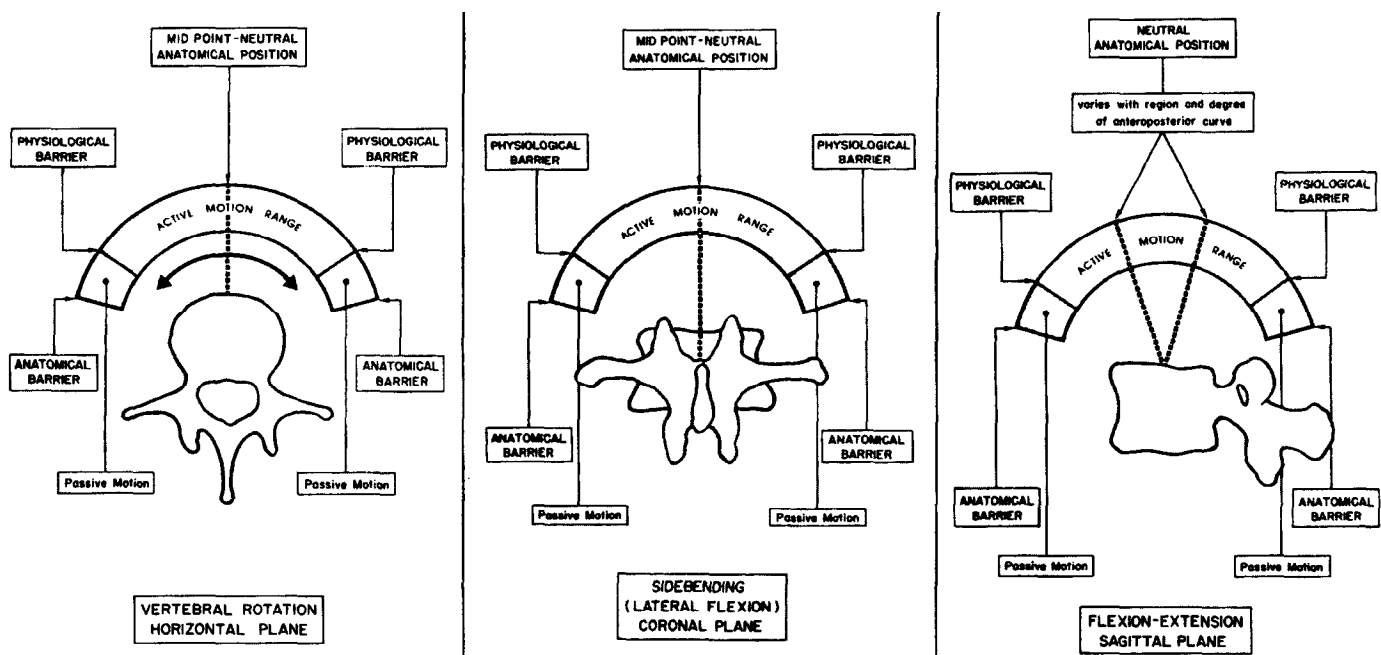 MID POINT-NEUTRAL
ANATOMICAL POSITION
PHYSIOLOGICAL
BARRIER
PHYSIOLOGICAL
BARRIER
ACTIVE MOTION RANGE
ANATOMICAL
BARRIER
ANATOMICAL
BARRIER
Passive Motion
Passive Motion
VERTEBRAL ROTATION
HORIZONTAL PLANE
MID POINT-NEUTRAL
ANATOMICAL POSITION
PHYSIOLOGICAL
BARRIER
PHYSIOLOGICAL
BARRIER
ACTIVE MOTION RANGE
ANATOMICAL
BARRIER
ANATOMICAL
BARRIER
Passive Motion
Passive Motion
SIDEBENDING
(LATERAL FLEXION)
CORONAL PLANE
NEUTRAL
ANATOMICAL POSITION
varies with region and degree
of anteroposterior curve
PHYSIOLOGICAL
BARRIER
PHYSIOLOGICAL
BARRIER
ACTIVE MOTION RANGE
ANATOMICAL
BARRIER
ANATOMICAL
BARRIER
Passive Motion
Passive Motion
FLEXION-EXTENSION
SAGITTAL PLANE